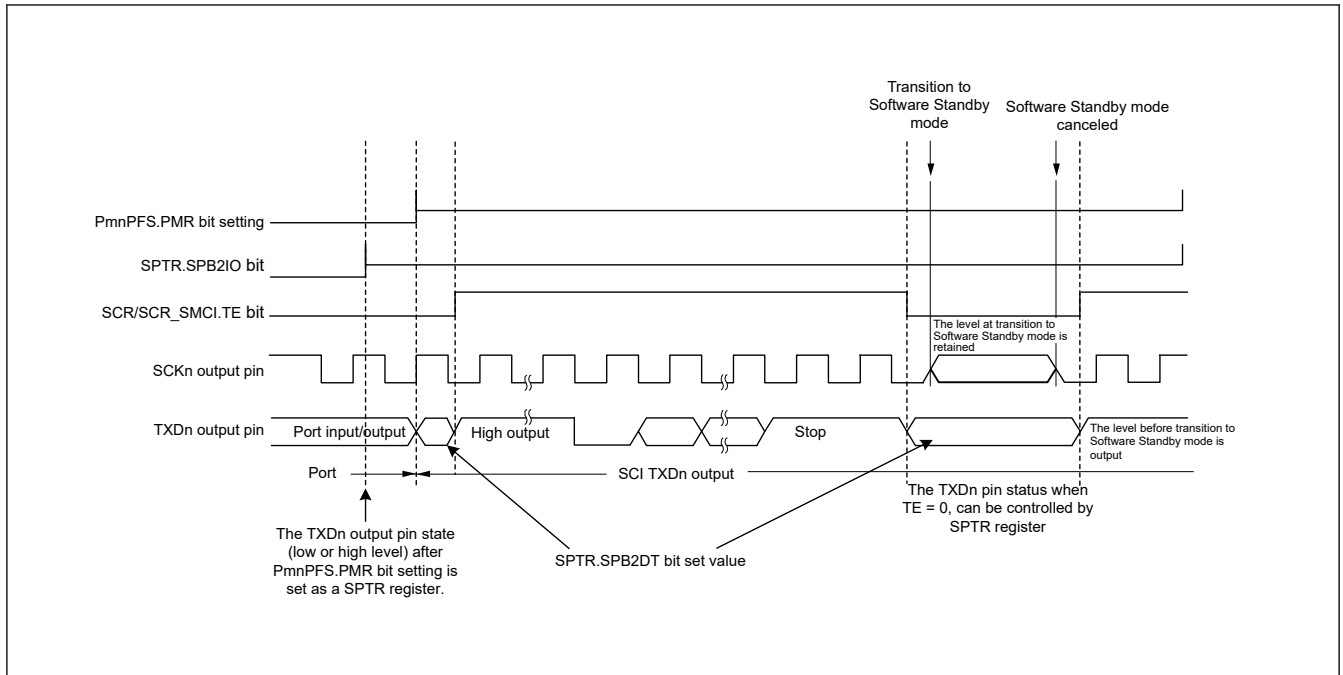 Transition to
Software Standby
mode
Software Standby mode
canceled
PmnPFS.PMR bit setting
SPTR.SPB2IO bit
SCR/SCR_SMCI.TE bit
The level at transition to
Software Standby mode is
retained
SCKn output pin
TXDn output pin
Port input/output
High output
Stop
The level before transition to
Software Standby mode is
output
Port
SCI TXDn output
The TXDn pin status when
TE = 0, can be controlled by
SPTR register
The TXDn output pin state
(low or high level) after
PmnPFS.PMR bit setting is
set as a SPTR register.
SPTR.SPB2DT bit set value